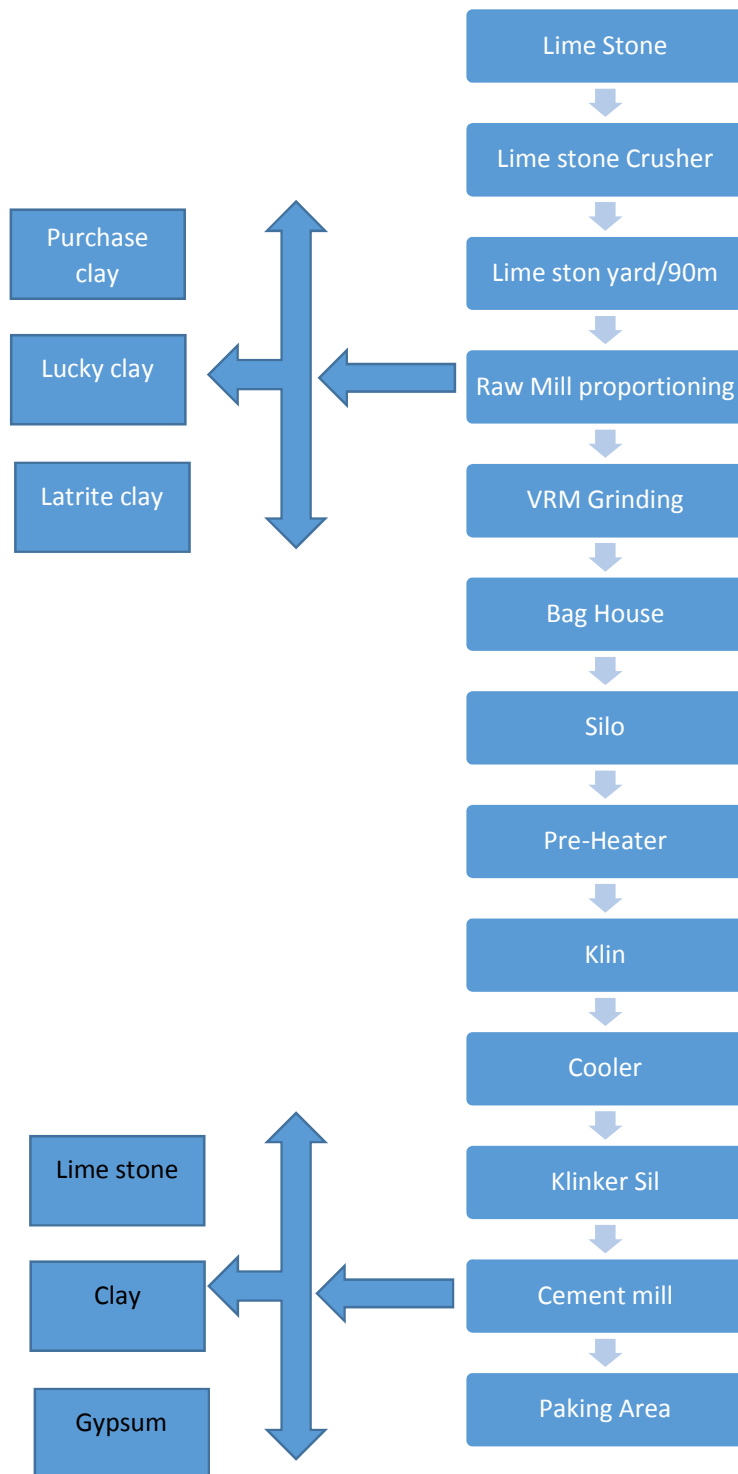 Lime Stone
Lime stone Crusher
Lime ston yard/90m
Raw Mill proportioning
VRM Grinding
Bag House
Silo
Pre-Heater
Klin
Cooler
Klinker Sil
Cement mill
Paking Area
Purchase
clay
Lucky clay
Latrite clay
Lime stone
Clay
Gypsum